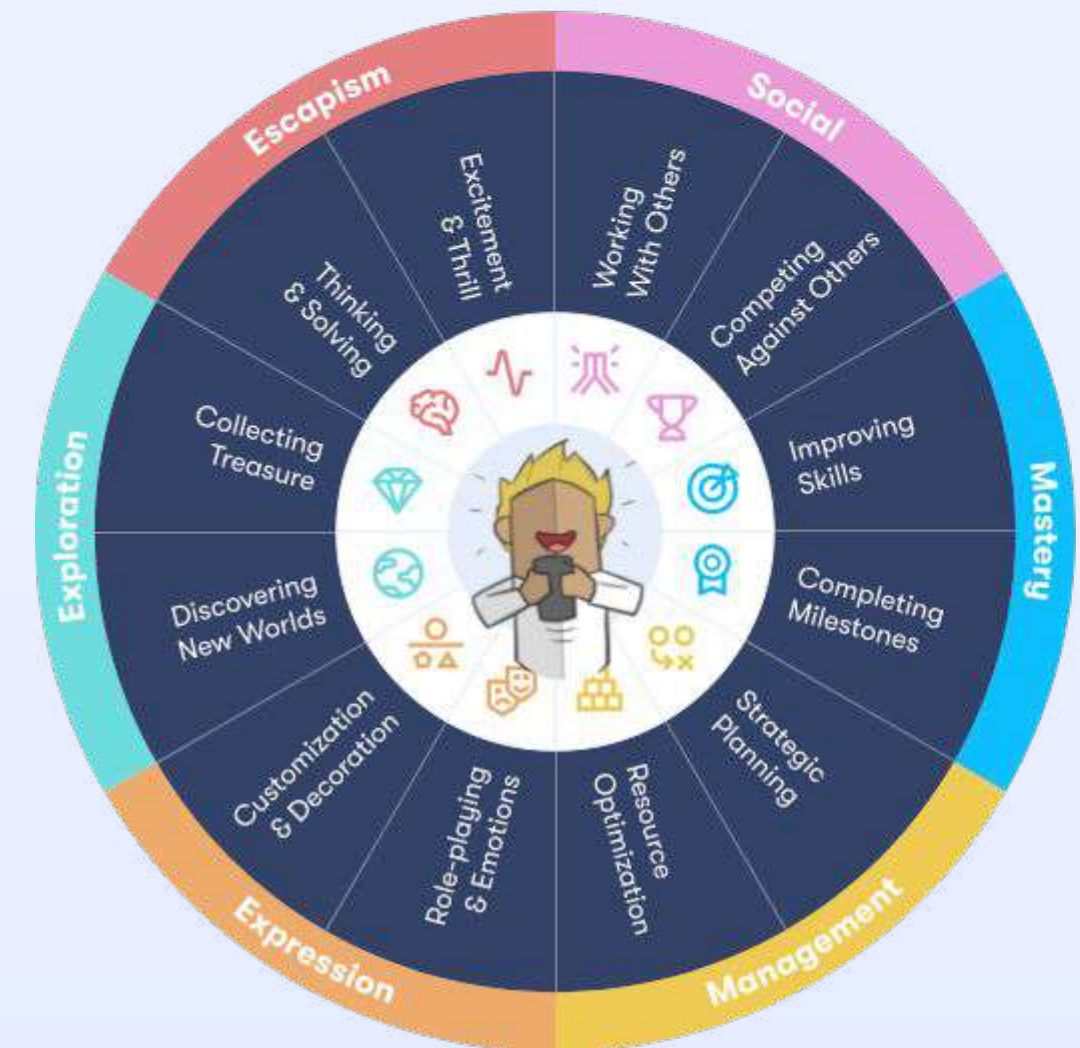 Escapism
Social
Mastery
Management
Expression
Exploration
Excitement
& Thrill
Working
With Others
Competing
Against Others
Improving
Skills
Completing
Milestones
Strategic
Planning
Resource
Optimization
Role-playing
& Emotions
Customization
& Decoration
Discovering
New Worlds
Collecting
Treasure
Thinking
& Solving